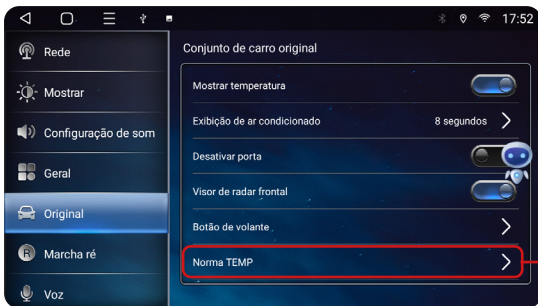 17:52
Rede
Mostrar
Configuração de som
Geral
Original
R Marcha ré
Voz
Conjunto de carro original
Mostrar temperatura
Exibição de ar condicionado 8 segundos
Desativar porta
Visor de radar frontal
Botão de volante
Norma TEMP